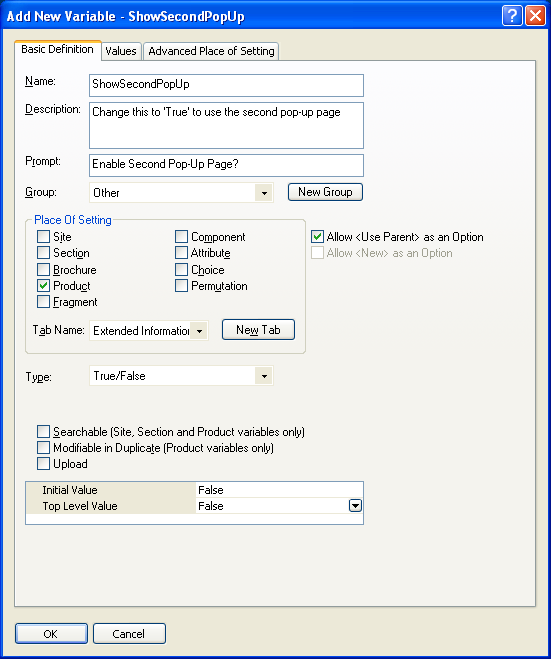 Add New Variable - ShowSecondPopUp
Basic Definition Values Advanced Place of Setting
Name: ShowSecondPopUp
Description: Change this to 'True' to use the second pop-up page
Prompt: Enable Second Pop-Up Page?
Group: Other New Group
Place Of Setting
Site Component Allow <Use Parent> as an Option
Section Attribute Allow <New> as an Option
Brochure Choice
Product Permutation
Fragment
Tab Name: Extended Information New Tab
Type: True/False
Searchable (Site, Section and Product variables only)
Modifiable in Duplicate (Product variables only)
Upload
Initial Value False
Top Level Value False
OK Cancel